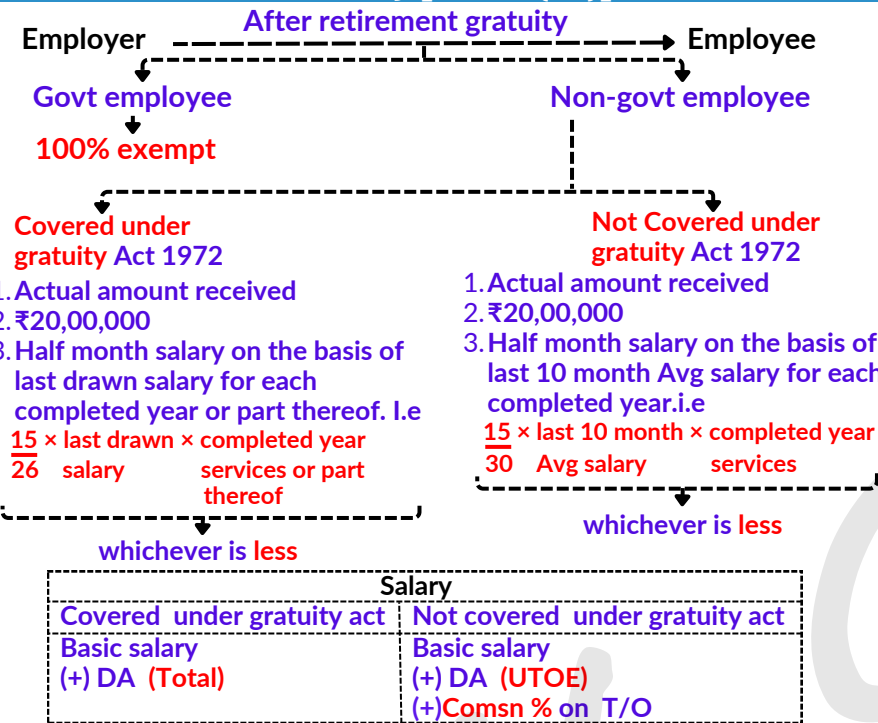 After retirement gratuity
Employer
Employee
Govt employee
Non-govt employee
100% exempt
Covered under
gratuity Act 1972
1. Actual amount received
2. ₹20,00,000
3. Half month salary on the basis of
last drawn salary for each
completed year or part thereof. I.e
15 × last drawn × completed year
26 salary services or part
thereof
whichever is less
Not Covered under
gratuity Act 1972
1. Actual amount received
2. ₹20,00,000
3. Half month salary on the basis of
last 10 month Avg salary for each
completed year.i.e
15 × last 10 month × completed year
30 Avg salary services
whichever is less
Salary
Covered under gratuity act
Not covered under gratuity act
Basic salary
(+) DA (Total)
Basic salary
(+) DA (UTOE)
(+)Comsn % on T/O